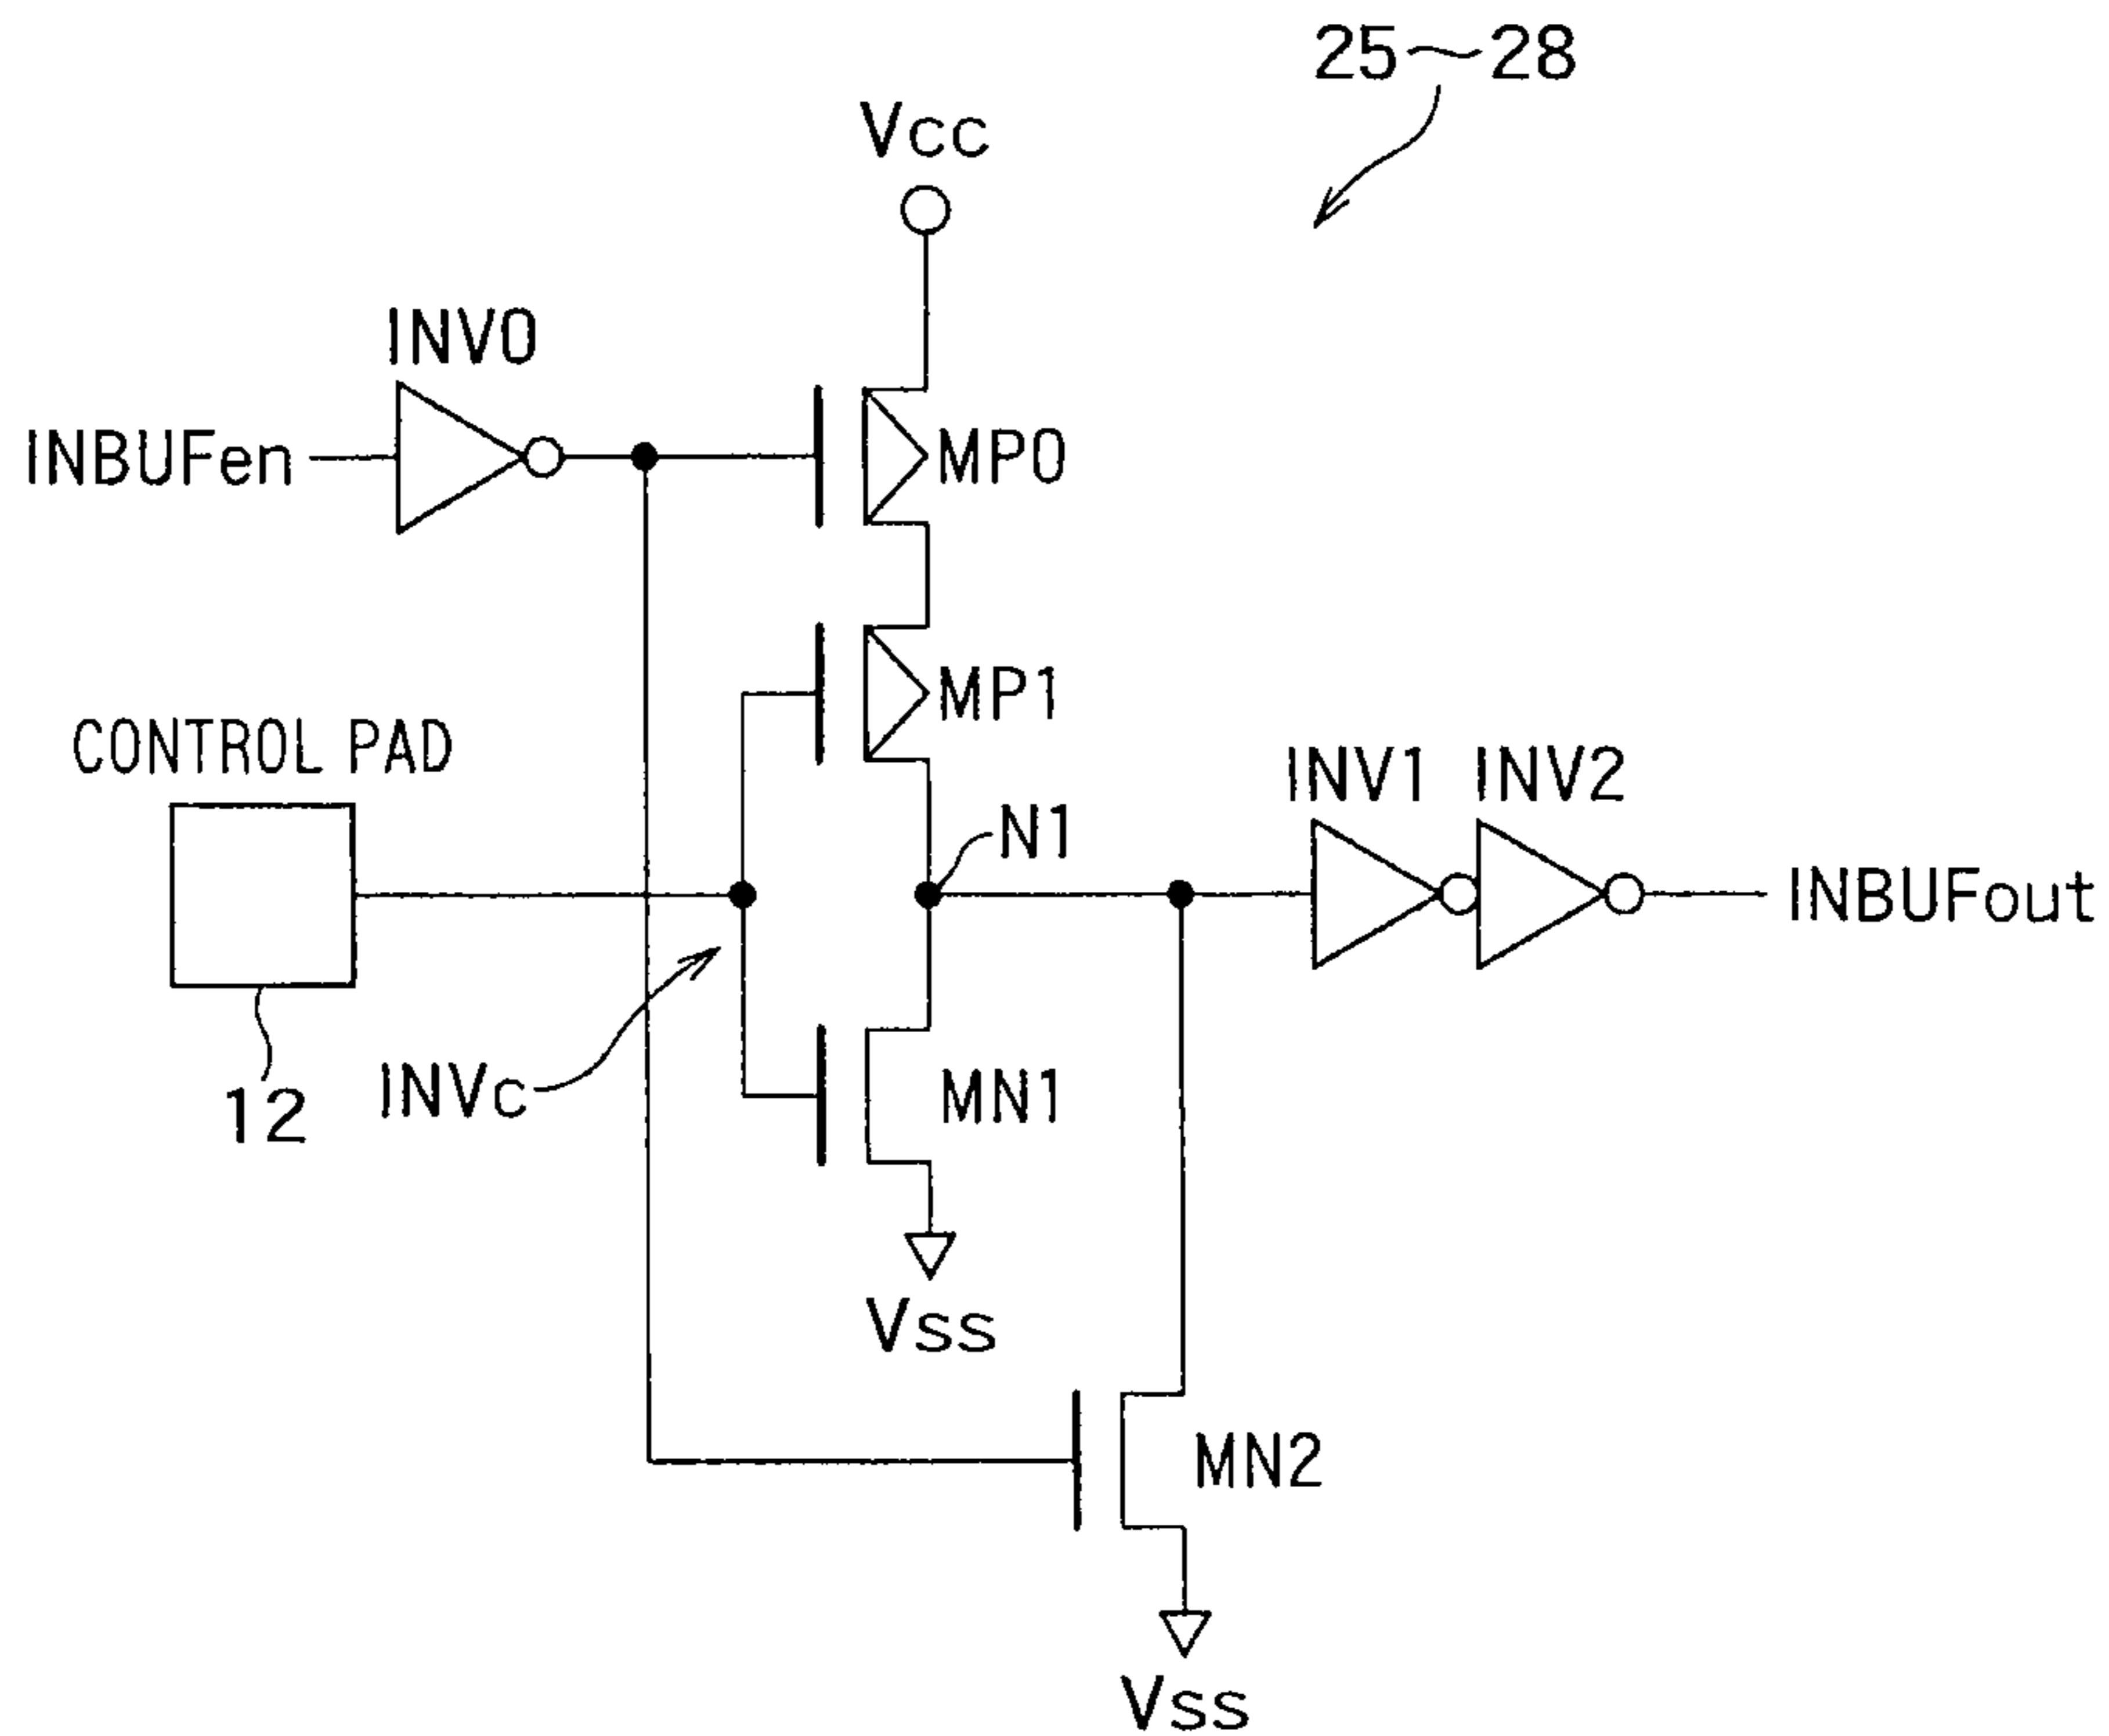 25~28
Vcc
INV0
INBUFen
MP0
MP1
CONTROL PAD
INV1 INV2
N1
INBUFout
INVc
MN1
12
Vss
MN2
Vss